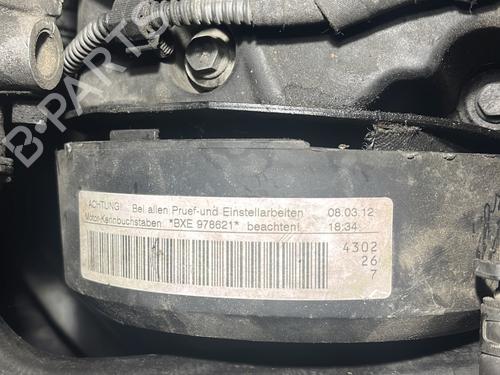 ACHTUNG! Bei allen Pruef-und Einstellarbeiten 08.03.12
Motor-Kennbuchstaben *BXE 978621* beachten! 18:34
4302
26
7
B-PARTS